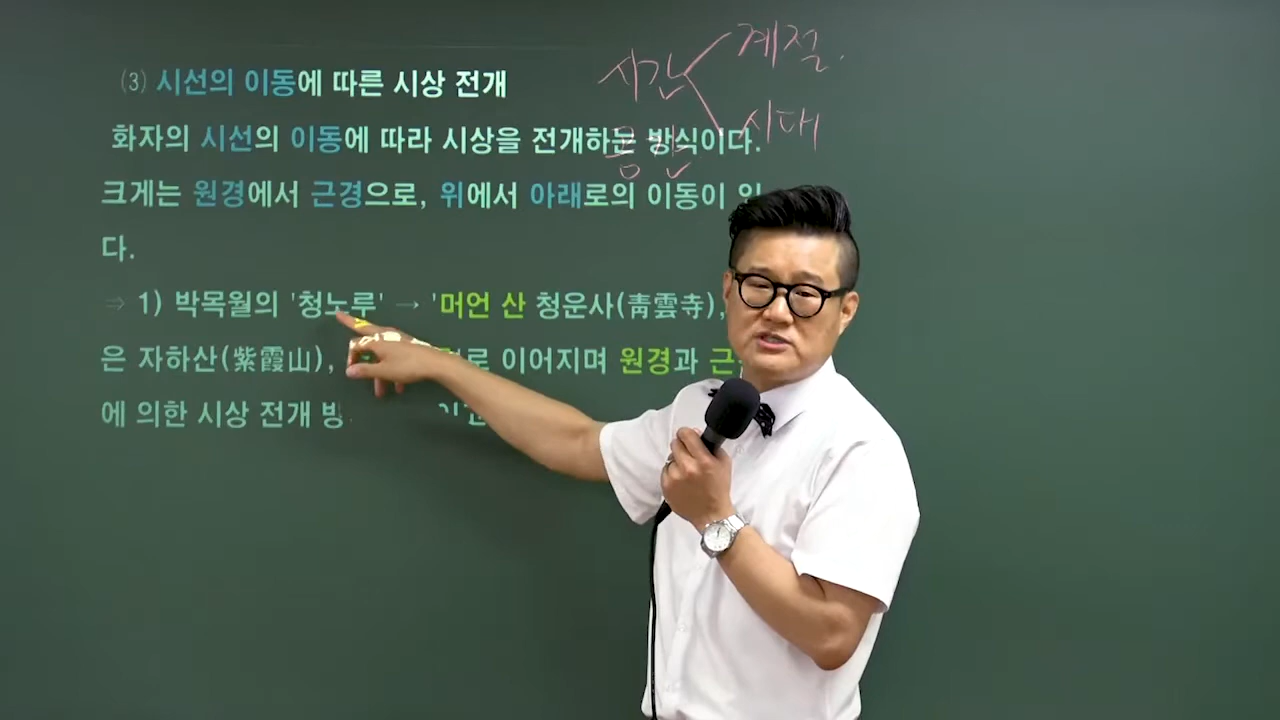 (3) 시선의 이동에 따른 시상 전개
시간
계절.
시대
공간
화자의 시선의 이동에 따라 시상을 전개하는 방식이다.
크게는 원경에서 근경으로, 위에서 아래로의 이동이
다.
⇒ 1) 박목월의 '청노루' → '머언 산 청운사(靑雲寺),
은 자하산(紫霞山), 로 이어지며 원경과
에 의한 시상 전개